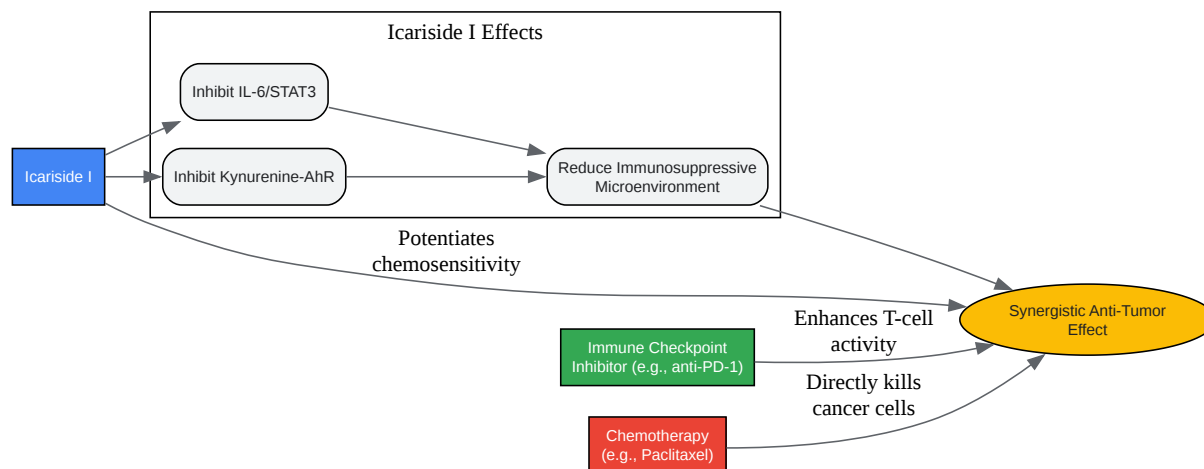 Icariside I Effects
Inhibit IL-6/STAT3
Icariside I
Inhibit Kynurenine-AhR
Reduce Immunosuppressive
Microenvironment
Potentiates
chemosensitivity
Synergistic Anti-Tumor
Effect
Enhances T-cell
activity
Immune Checkpoint
Inhibitor (e.g., anti-PD-1)
Directly kills
cancer cells
Chemotherapy
(e.g., Paclitaxel)